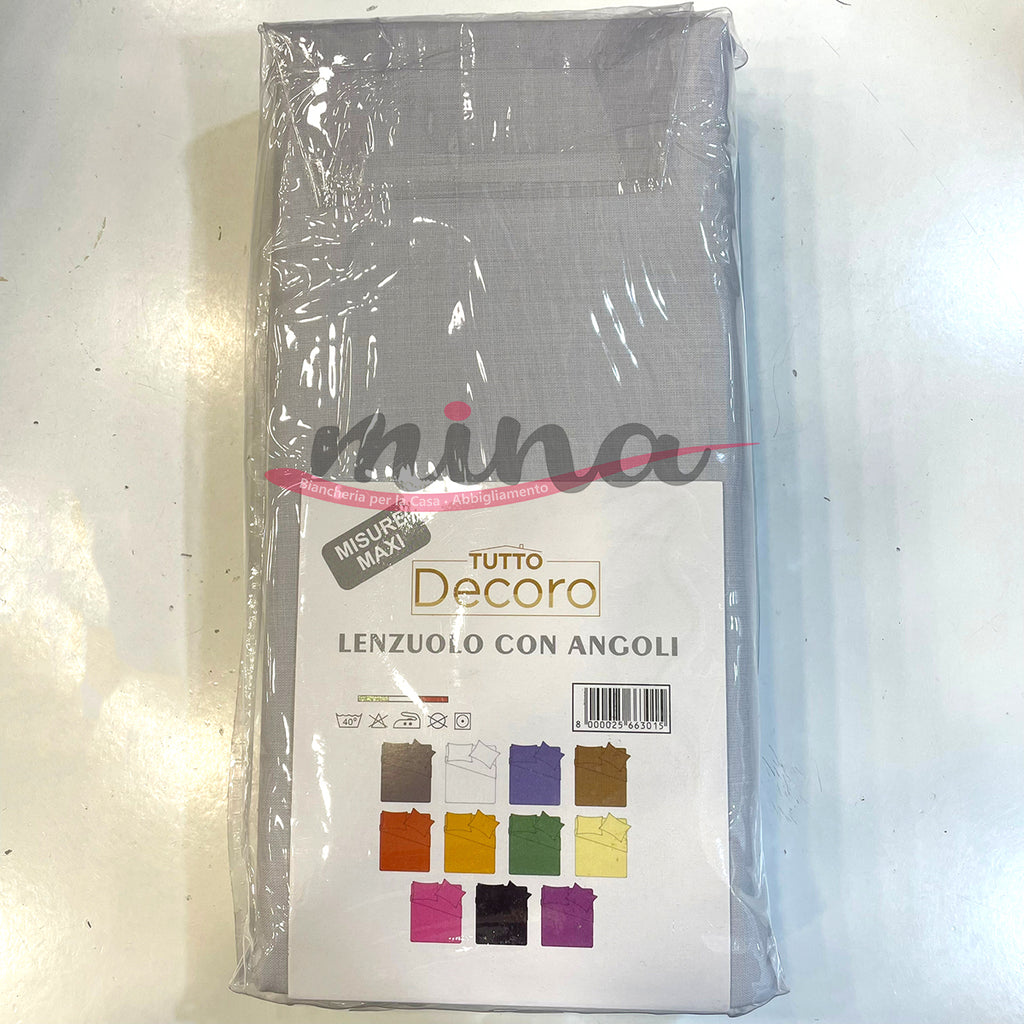 mina
Biancheria per la Casa • Abbigliamento
MISURE
MAXI
TUTTO
Decoro
LENZUOLO CON ANGOLI
40°
8 000025 663015